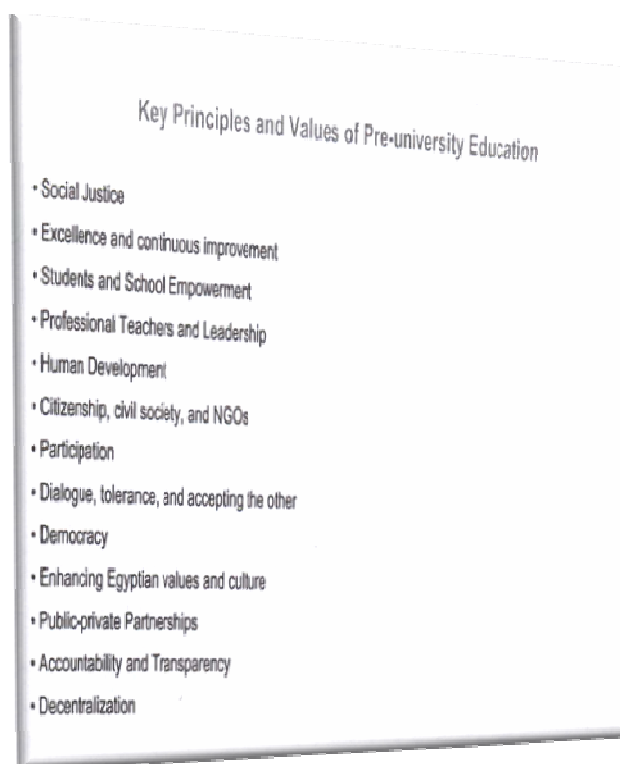 Key Principles and Values of Pre-university Education
• Social Justice
• Excellence and continuous improvement
• Students and School Empowerment
• Professional Teachers and Leadership
• Human Development
• Citizenship, civil society, and NGOs
• Participation
• Dialogue, tolerance, and accepting the other
• Democracy
• Enhancing Egyptian values and culture
• Public-private Partnerships
• Accountability and Transparency
• Decentralization